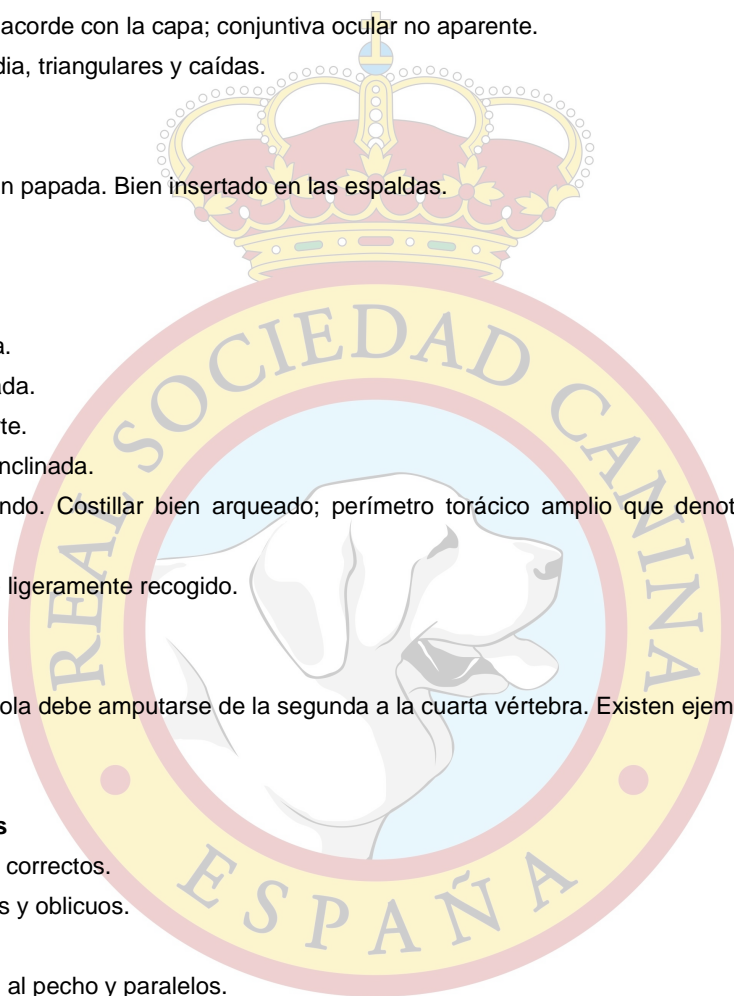 acorde con la capa; conjuntiva ocular no aparente.
dia, triangulares y caídas.
n papada. Bien insertado en las espaldas.
a.
ada.
te.
nclinada.
ndo. Costillar bien arqueado; perímetro torácico amplio que denot
ligeramente recogido.
ola debe amputarse de la segunda a la cuarta vértebra. Existen ejem
s
correctos.
s y oblicuos.
al pecho y paralelos.
REAL SOCIEDAD CANINA
ESPAÑA